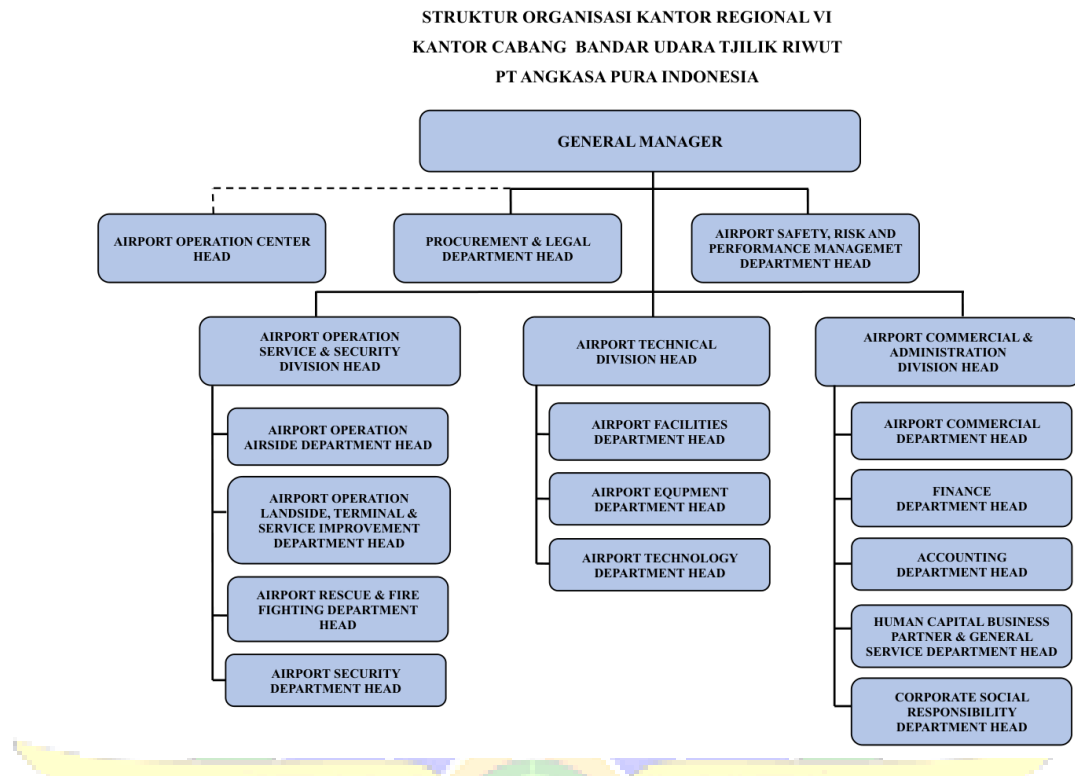 STRUKTUR ORGANISASI KANTOR REGIONAL VI
KANTOR CABANG BANDAR UDARA TJILIK RIWUT
PT ANGKASA PURA INDONESIA
GENERAL MANAGER
AIRPORT OPERATION CENTER
HEAD
PROCUREMENT & LEGAL
DEPARTMENT HEAD
AIRPORT SAFETY, RISK AND
PERFORMANCE MANAGEMET
DEPARTMENT HEAD
AIRPORT OPERATION
SERVICE & SECURITY
DIVISION HEAD
AIRPORT OPERATION
AIRSIDE DEPARTMENT HEAD
AIRPORT OPERATION
LANDSIDE, TERMINAL &
SERVICE IMPROVEMENT
DEPARTMENT HEAD
AIRPORT RESCUE & FIRE
FIGHTING DEPARTMENT
HEAD
AIRPORT SECURITY
DEPARTMENT HEAD
AIRPORT TECHNICAL
DIVISION HEAD
AIRPORT FACILITIES
DEPARTMENT HEAD
AIRPORT EQUPMENT
DEPARTMENT HEAD
AIRPORT TECHNOLOGY
DEPARTMENT HEAD
AIRPORT COMMERCIAL &
ADMINISTRATION
DIVISION HEAD
AIRPORT COMMERCIAL
DEPARTMENT HEAD
FINANCE
DEPARTMENT HEAD
ACCOUNTING
DEPARTMENT HEAD
HUMAN CAPITAL BUSINESS
PARTNER & GENERAL
SERVICE DEPARTMENT HEAD
CORPORATE SOCIAL
RESPONSIBILITY
DEPARTMENT HEAD